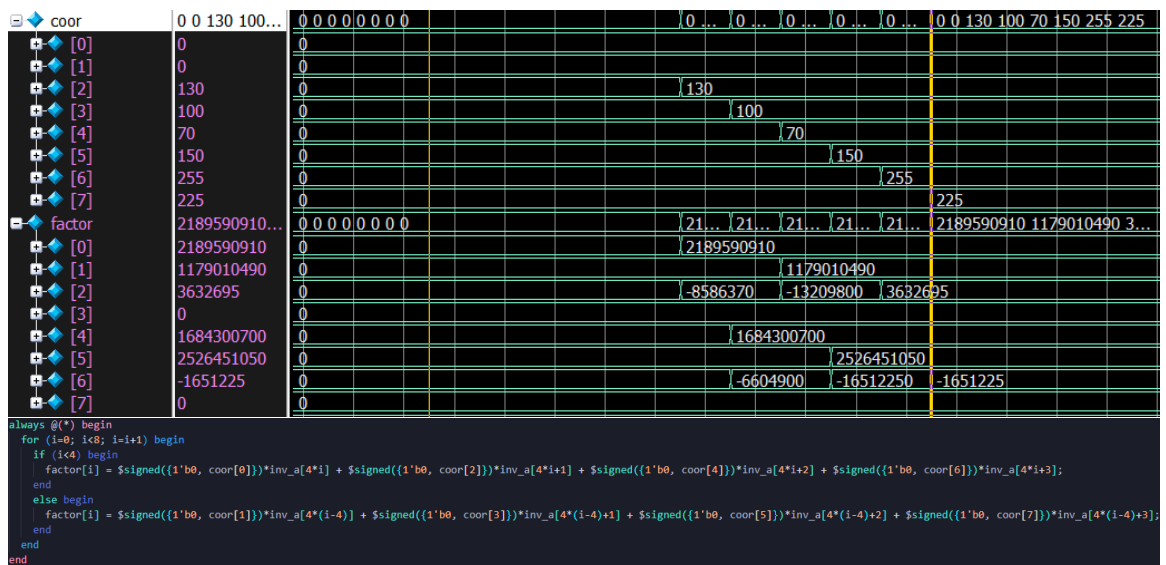 coor 0 0 130 100... 0 0 0 0 0 0 0 0 0 ... 0 ... 0 ... 0 ... 0 ... 0 0 130 100 70 150 255 225
[0] 0 0
[1] 0 0
[2] 130 0 130
[3] 100 0 100
[4] 70 0 70
[5] 150 0 150
[6] 255 0 255
[7] 225 0 225
factor 2189590910... 0 0 0 0 0 0 0 0 21... 21... 21... 21... 21... 2189590910 1179010490 3...
[0] 2189590910 0 2189590910
[1] 1179010490 0 1179010490
[2] 3632695 0 -8586370 -13209800 3632695
[3] 0 0
[4] 1684300700 0 1684300700
[5] 2526451050 0 2526451050
[6] -1651225 0 -6604900 -16512250 -1651225
[7] 0 0
always @(*) begin
for (i=0; i<8; i=i+1) begin
if (i<4) begin
factor[i] = $signed({1'b0, coor[0]})*inv_a[4*i] + $signed({1'b0, coor[2]})*inv_a[4*i+1] + $signed({1'b0, coor[4]})*inv_a[4*i+2] + $signed({1'b0, coor[6]})*inv_a[4*i+3];
end
else begin
factor[i] = $signed({1'b0, coor[1]})*inv_a[4*(i-4)] + $signed({1'b0, coor[3]})*inv_a[4*(i-4)+1] + $signed({1'b0, coor[5]})*inv_a[4*(i-4)+2] + $signed({1'b0, coor[7]})*inv_a[4*(i-4)+3];
end
end
end